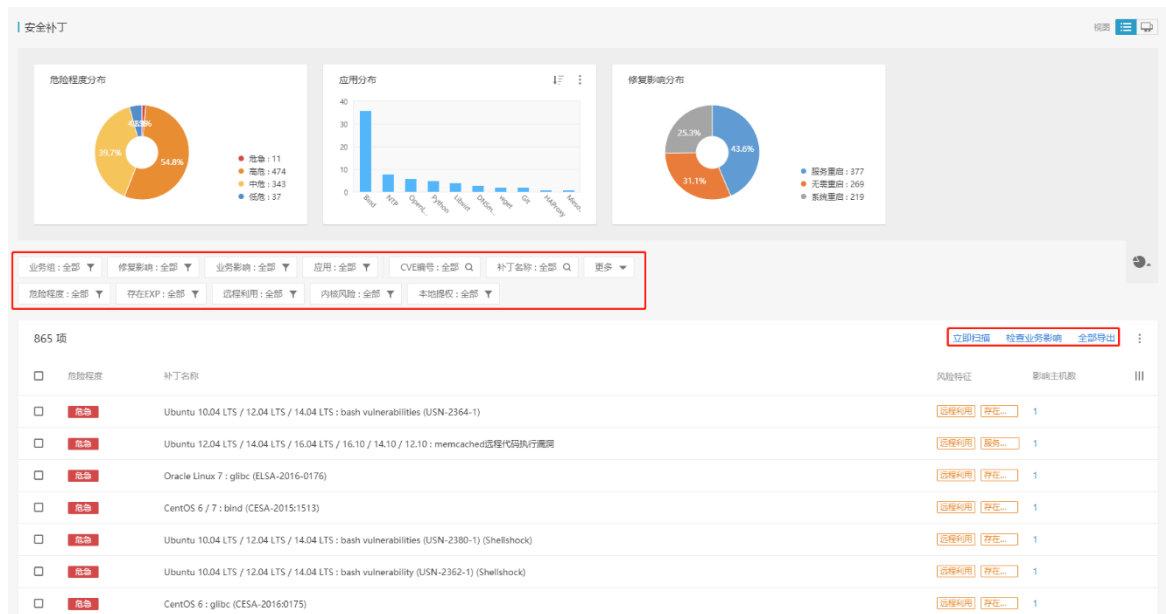 安全补丁
视图
危险程度分布
39.7%
54.8%
危急 : 11
高危 : 474
中危 : 343
低危 : 37
应用分布
40
30
20
10
0
Bind
NTP
OpenL...
Python
Libvirt
DNSm...
wget
Git
HAProxy
修复影响分布
25.3%
43.6%
31.1%
服务重启 : 377
无需重启 : 269
系统重启 : 219
业务组 : 全部 修复影响 : 全部 业务影响 : 全部 应用 : 全部 CVE编号 : 全部 补丁名称 : 全部 更多
危险程度 : 全部 存在EXP : 全部 远程利用 : 全部 内核风险 : 全部 本地提权 : 全部
865 项 立即扫描 检查业务影响 全部导出
危险程度 补丁名称 风险特征 影响主机数
危急 Ubuntu 10.04 LTS / 12.04 LTS / 14.04 LTS : bash vulnerabilities (USN-2364-1) 远程利用 存在... 1
危急 Ubuntu 12.04 LTS / 14.04 LTS / 16.04 LTS / 16.10 / 14.10 / 12.10 : memcached远程代码执行漏洞 远程利用 服务... 1
危急 Oracle Linux 7 : glibc (ELSA-2016-0176) 远程利用 存在... 1
危急 CentOS 6 / 7 : bind (CESA-2015:1513) 远程利用 存在... 1
危急 Ubuntu 10.04 LTS / 12.04 LTS / 14.04 LTS : bash vulnerabilities (USN-2380-1) (Shellshock) 远程利用 存在... 1
危急 Ubuntu 10.04 LTS / 12.04 LTS / 14.04 LTS : bash vulnerability (USN-2362-1) (Shellshock) 远程利用 存在... 1
危急 CentOS 6 : glibc (CESA-2016:0175) 远程利用 存在... 1